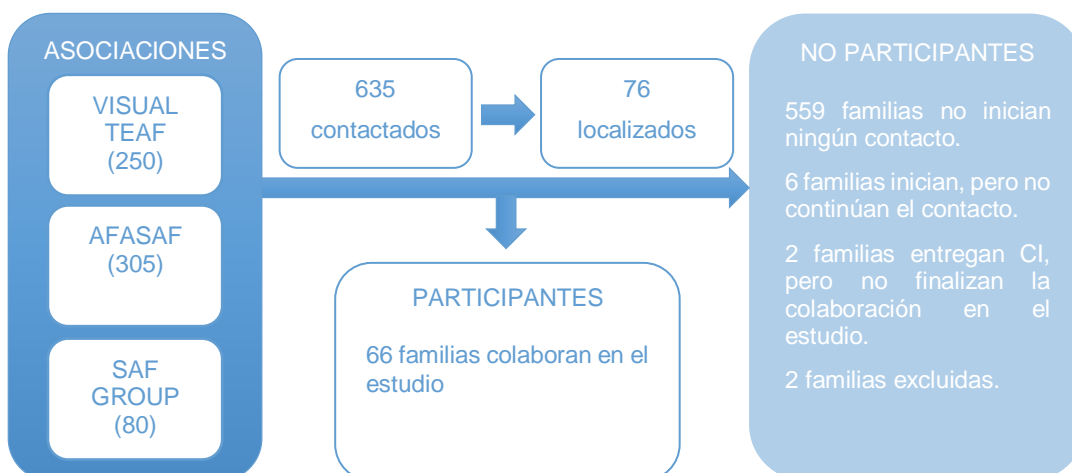 ASOCIACIONES
VISUAL
TEAF
(250)
AFASAF
(305)
SAF
GROUP
(80)
635
contactados
76
localizados
PARTICIPANTES
66 familias colaboran en el
estudio
NO PARTICIPANTES
559 familias no inician
ningún contacto.
6 familias inician, pero no
continúan el contacto.
2 familias entregan CI,
pero no finalizan la
colaboración en el
estudio.
2 familias excluidas.